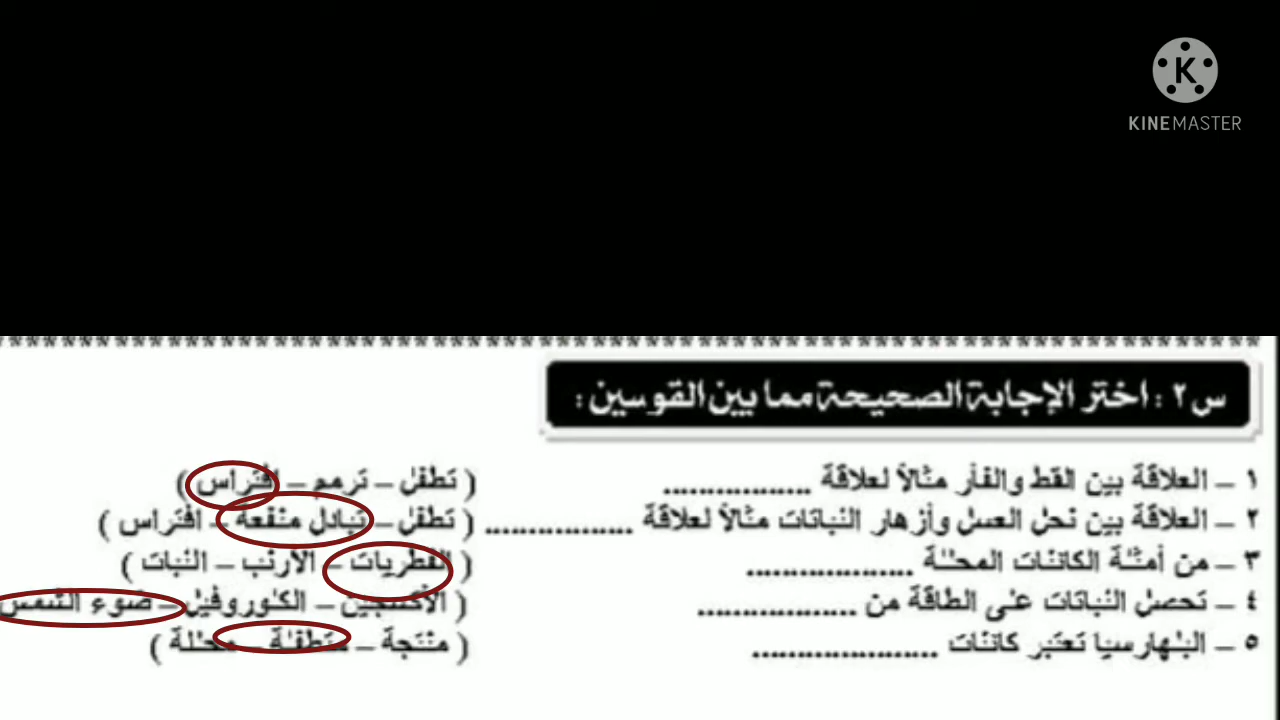 KINEMASTER
س٢ : اختر الإجابة الصحيحة مما بين القوسين :
١ – العلاقة بين القط والفأر مثالاً لعلاقة ................. ( تطفل – ترمم – افتراس )
٢ – العلاقة بين نحل العسل وأزهار النباتات مثالاً لعلاقة ................. ( تطفل – تبادل منفعة – افتراس )
٣ – من أمثلة الكائنات المحللة ................... ( الفطريات – الأرنب – النبات )
٤ – تحصل النباتات على الطاقة من .................. ( الأكسجين – الكلوروفيل – ضوء الشمس
٥ – البلهارسيا تعتبر كائنات ..................... ( منتجة – متطفلة – محللة )